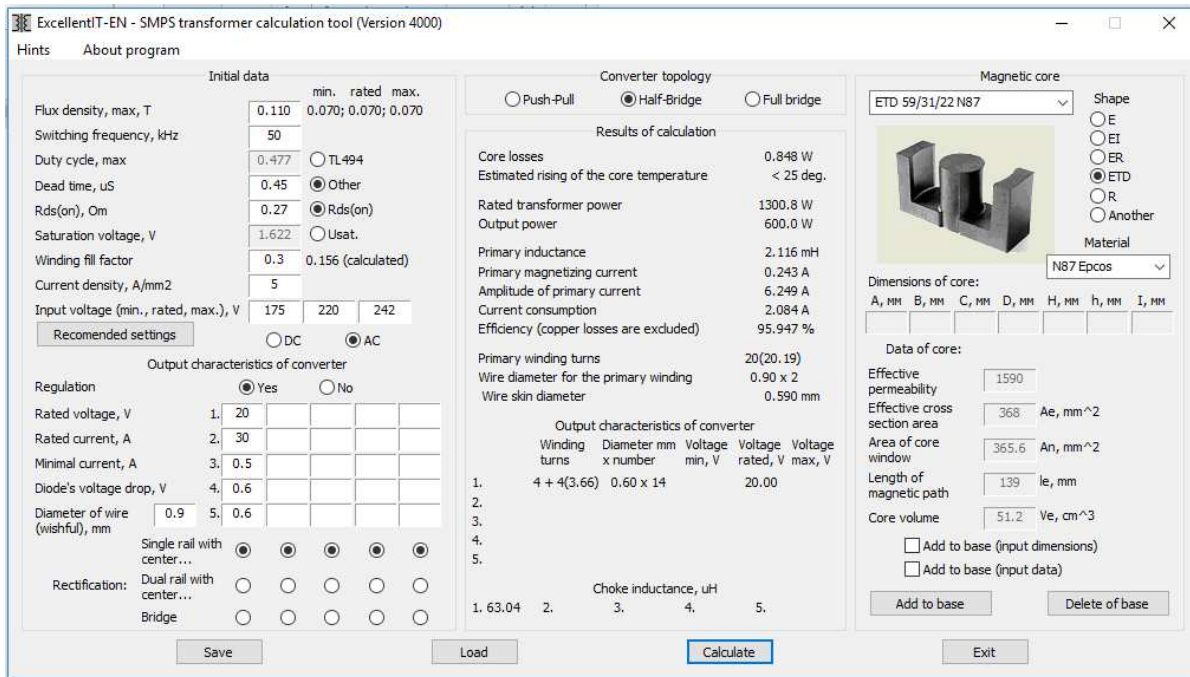 ExcellentIT-EN - SMPS transformer calculation tool (Version 4000)
Hints About program
Initial data
min. rated max.
Flux density, max, T 0.110 0.070; 0.070; 0.070
Switching frequency, kHz 50
Duty cycle, max 0.477 TL494
Dead time, uS 0.45 Other
Rds(on), Om 0.27 Rds(on)
Saturation voltage, V 1.622 Usat.
Winding fill factor 0.3 0.156 (calculated)
Current density, A/mm2 5
Input voltage (min., rated, max.), V 175 220 242
Recomended settings DC AC
Output characteristics of converter
Regulation Yes No
Rated voltage, V 1. 20
Rated current, A 2. 30
Minimal current, A 3. 0.5
Diode's voltage drop, V 4. 0.6
Diameter of wire (wishful), mm 0.9 5. 0.6
Single rail with center...
Rectification: Dual rail with center...
Bridge
Converter topology
Push-Pull Half-Bridge Full bridge
Results of calculation
Core losses 0.848 W
Estimated rising of the core temperature < 25 deg.
Rated transformer power 1300.8 W
Output power 600.0 W
Primary inductance 2.116 mH
Primary magnetizing current 0.243 A
Amplitude of primary current 6.249 A
Current consumption 2.084 A
Efficiency (copper losses are excluded) 95.947 %
Primary winding turns 20(20.19)
Wire diameter for the primary winding 0.90 x 2
Wire skin diameter 0.590 mm
Output characteristics of converter
Winding turns Diameter mm x number Voltage min, V Voltage rated, V Voltage max, V
1. 4 + 4(3.66) 0.60 x 14 20.00
2.
3.
4.
5.
Choke inductance, uH
1. 63.04 2. 3. 4. 5.
Magnetic core
ETD 59/31/22 N87
Shape
E
EI
ER
ETD
R
Another
Material
N87 Epcos
Dimensions of core:
A, мм B, мм C, мм D, мм H, мм h, мм I, мм
Data of core:
Effective permeability 1590
Effective cross section area 368 Ae, mm^2
Area of core window 365.6 An, mm^2
Length of magnetic path 139 le, mm
Core volume 51.2 Ve, cm^3
Add to base (input dimensions)
Add to base (input data)
Add to base Delete of base
Save Load Calculate Exit